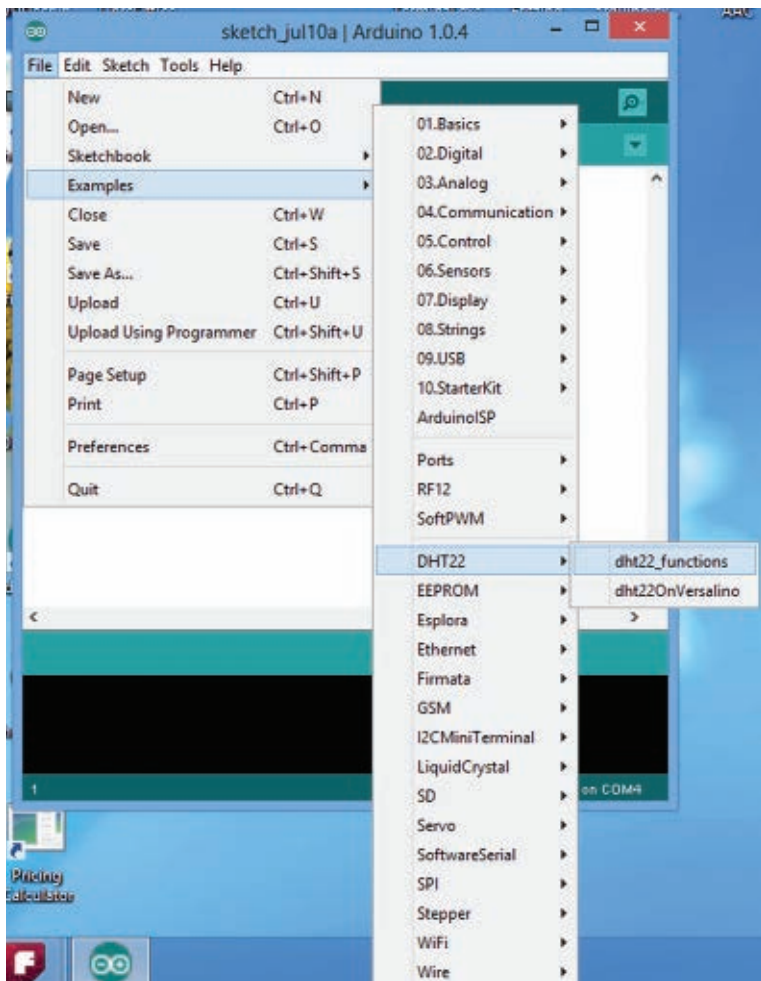 AAC
sketch_jul10a | Arduino 1.0.4
File Edit Sketch Tools Help
New Ctrl+N
Open... Ctrl+O
Sketchbook
Examples
Close Ctrl+W
Save Ctrl+S
Save As... Ctrl+Shift+S
Upload Ctrl+U
Upload Using Programmer Ctrl+Shift+U
Page Setup Ctrl+Shift+P
Print Ctrl+P
Preferences Ctrl+Comma
Quit Ctrl+Q
01.Basics
02.Digital
03.Analog
04.Communication
05.Control
06.Sensors
07.Display
08.Strings
09.USB
10.StarterKit
ArduinoISP
Ports
RF12
SoftPWM
DHT22
EEPROM
Esplora
Ethernet
Firmata
GSM
I2CMiniTerminal
LiquidCrystal
SD
Servo
SoftwareSerial
SPI
Stepper
WiFi
Wire
dht22_functions
dht22OnVersalino
1
on COM4
Pricing
Calculator